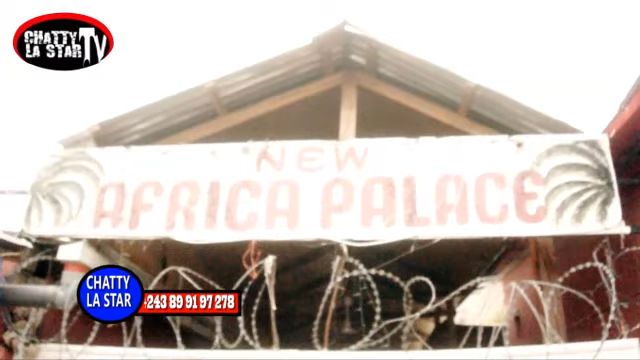 CHATTY
LA STAR TV
NEW
AFRICA PALACE
CHATTY
LA STAR
+243 89 91 97 278